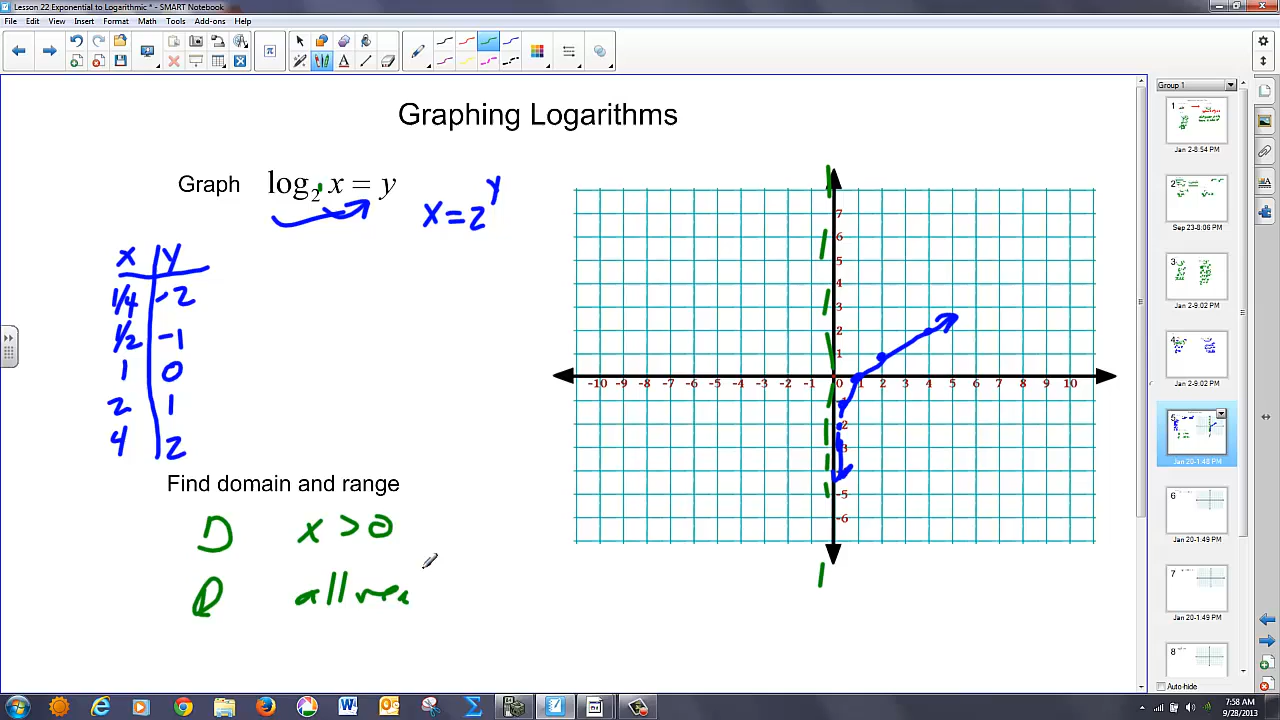 Lesson 22 Exponential to Logarithmic * - SMART Notebook
File Edit View Insert Format Math Tools Add-ons Help
Graphing Logarithms
Graph log₂ x = y
x = 2^y
x y
1/4 -2
1/2 -1
1 0
2 1
4 2
Find domain and range
D x > 0
R all rea
7
6
5
4
3
2
1
-10 -9 -8 -7 -6 -5 -4 -3 -2 -1 0 1 2 3 4 5 6 7 8 9 10
-5
-6
Group 1
1
Jan 2-8:54 PM
2
Sep 23-8:06 PM
3
Jan 2-9:02 PM
4
Jan 2-9:02 PM
5
Jan 20-1:48 PM
6
Jan 20-1:49 PM
7
Jan 20-1:49 PM
8
Auto-hide
7:58 AM
9/28/2013